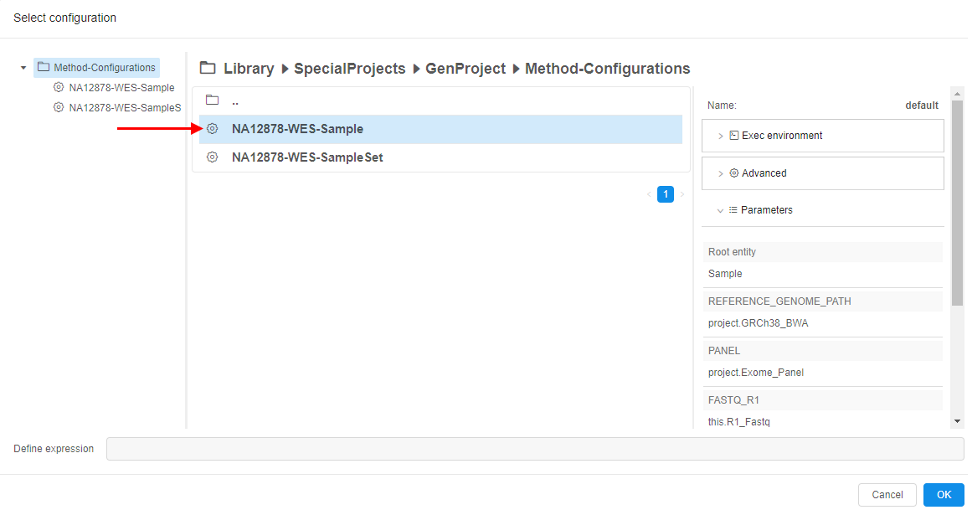 Select configuration
Method-Configurations
NA12878-WES-Sample
NA12878-WES-SampleS
Library SpecialProjects GenProject Method-Configurations
..
NA12878-WES-Sample
NA12878-WES-SampleSet
< 1 >
Name: default
> Exec environment
> Advanced
Parameters
Root entity
Sample
REFERENCE_GENOME_PATH
project.GRCh38_BWA
PANEL
project.Exome_Panel
FASTQ_R1
this.R1_Fastq
Define expression
Cancel OK